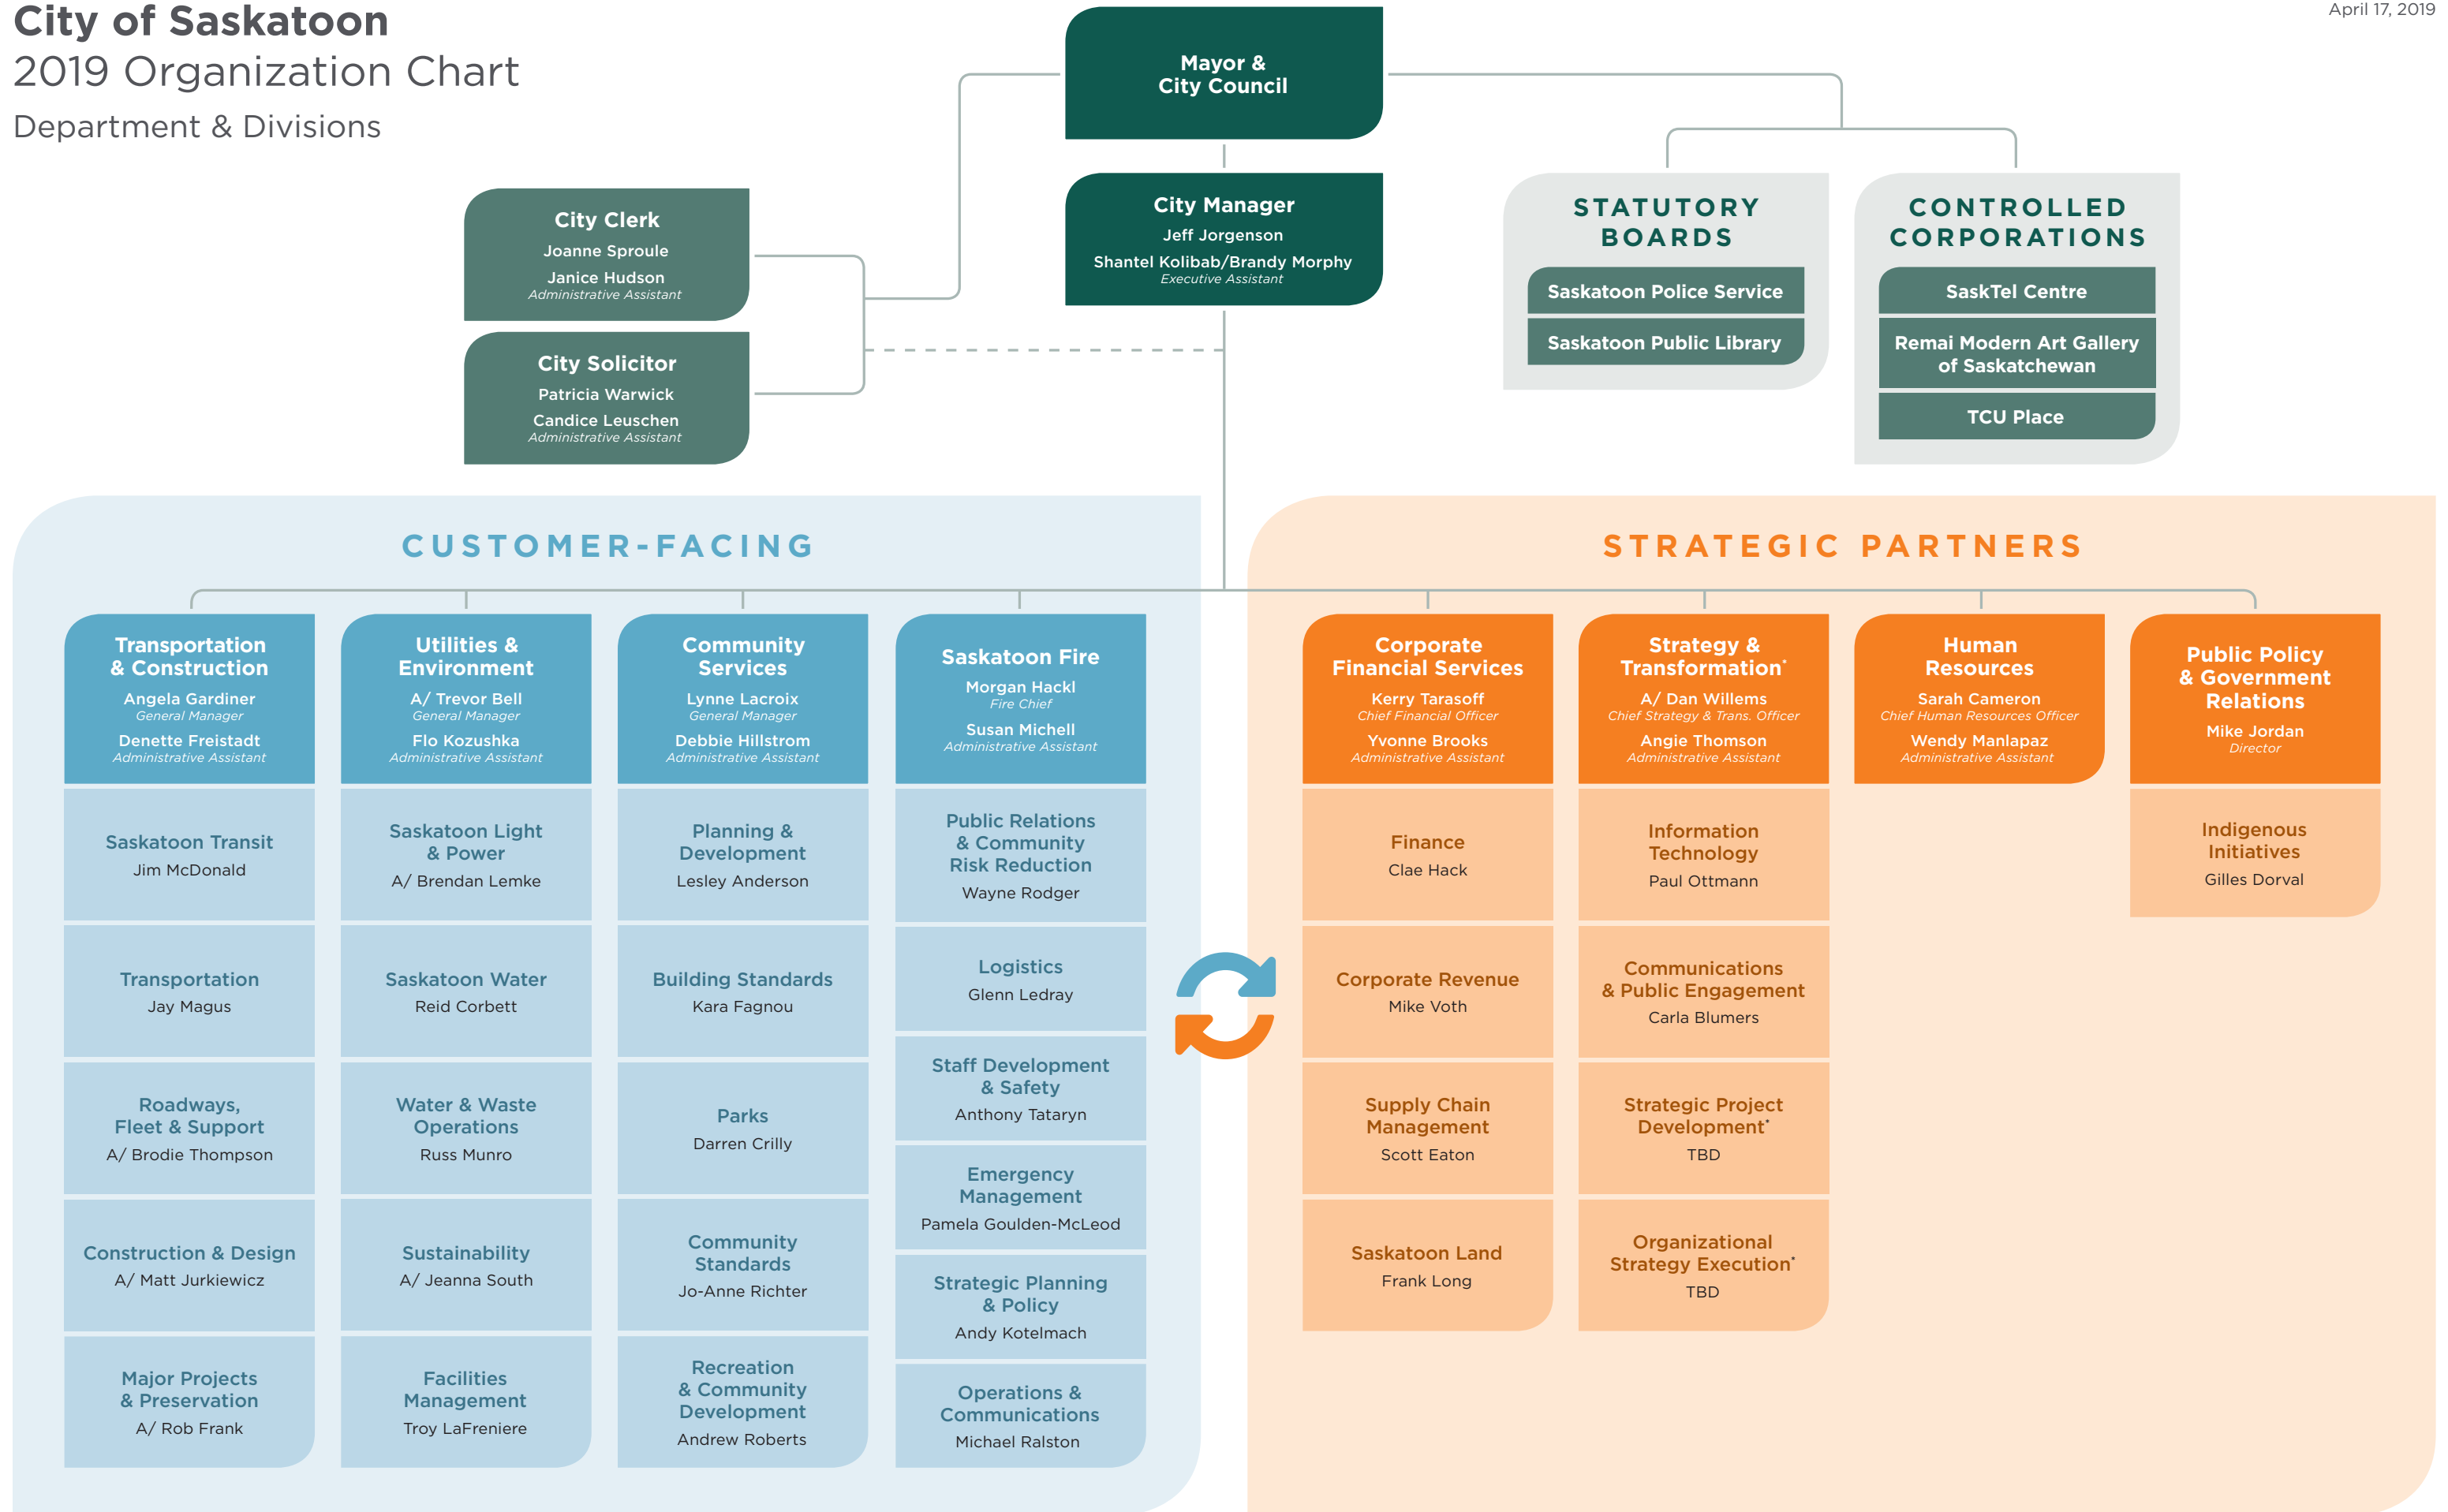 City of Saskatoon
2019 Organization Chart
Department & Divisions
April 17, 2019
Mayor &
City Council
City Manager
Jeff Jorgenson
Shantel Kolibab/Brandy Morphy
Executive Assistant
City Clerk
Joanne Sproule
Janice Hudson
Administrative Assistant
City Solicitor
Patricia Warwick
Candice Leuschen
Administrative Assistant
STATUTORY
BOARDS
Saskatoon Police Service
Saskatoon Public Library
CONTROLLED
CORPORATIONS
SaskTel Centre
Remai Modern Art Gallery
of Saskatchewan
TCU Place
CUSTOMER-FACING
Transportation
& Construction
Angela Gardiner
General Manager
Denette Freistadt
Administrative Assistant
Saskatoon Transit
Jim McDonald
Transportation
Jay Magus
Roadways,
Fleet & Support
A/ Brodie Thompson
Construction & Design
A/ Matt Jurkiewicz
Major Projects
& Preservation
A/ Rob Frank
Utilities &
Environment
A/ Trevor Bell
General Manager
Flo Kozushka
Administrative Assistant
Saskatoon Light
& Power
A/ Brendan Lemke
Saskatoon Water
Reid Corbett
Water & Waste
Operations
Russ Munro
Sustainability
A/ Jeanna South
Facilities
Management
Troy LaFreniere
Community
Services
Lynne Lacroix
General Manager
Debbie Hillstrom
Administrative Assistant
Planning &
Development
Lesley Anderson
Building Standards
Kara Fagnou
Parks
Darren Crilly
Community
Standards
Jo-Anne Richter
Recreation
& Community
Development
Andrew Roberts
Saskatoon Fire
Morgan Hackl
Fire Chief
Susan Michell
Administrative Assistant
Public Relations
& Community
Risk Reduction
Wayne Rodger
Logistics
Glenn Ledray
Staff Development
& Safety
Anthony Tataryn
Emergency
Management
Pamela Goulden-McLeod
Strategic Planning
& Policy
Andy Kotelmach
Operations &
Communications
Michael Ralston
STRATEGIC PARTNERS
Corporate
Financial Services
Kerry Tarasoff
Chief Financial Officer
Yvonne Brooks
Administrative Assistant
Finance
Clae Hack
Corporate Revenue
Mike Voth
Supply Chain
Management
Scott Eaton
Saskatoon Land
Frank Long
Strategy &
Transformation*
A/ Dan Willems
Chief Strategy & Trans. Officer
Angie Thomson
Administrative Assistant
Information
Technology
Paul Ottmann
Communications
& Public Engagement
Carla Blumers
Strategic Project
Development*
TBD
Organizational
Strategy Execution*
TBD
Human
Resources
Sarah Cameron
Chief Human Resources Officer
Wendy Manlapaz
Administrative Assistant
Public Policy
& Government
Relations
Mike Jordan
Director
Indigenous
Initiatives
Gilles Dorval